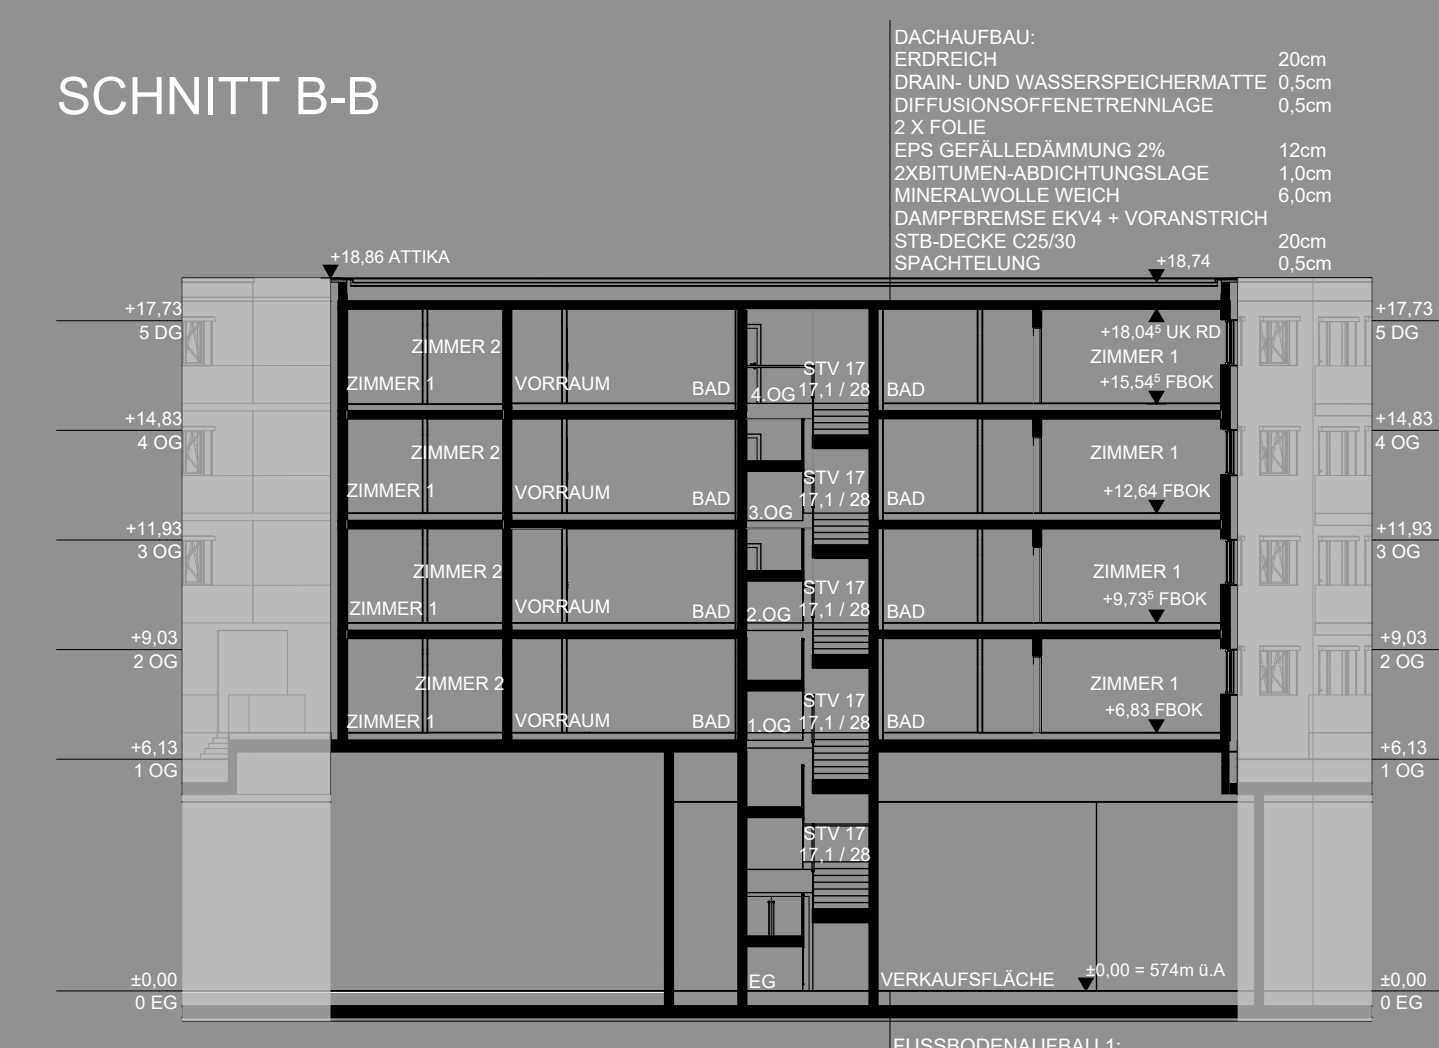 SCHNITT B-B
DACHAUFBAU:
ERDREICH 20cm
DRAIN- UND WASSERSPEICHERMATTE 0,5cm
DIFFUSIONSOFFENETRENNLAGE 0,5cm
2 X FOLIE
EPS GEFÄLLEDÄMMUNG 2% 12cm
2XBITUMEN-ABDICHTUNGSLAGE 1,0cm
MINERALWOLLE WEICH 6,0cm
DAMPFBREMSE EKV4 + VORANSTRICH
STB-DECKE C25/30 20cm
SPACHTELUNG 0,5cm
+18,86 ATTIKA
+18,74
+17,73
5 DG
+18,04⁵ UK RD
+17,73
5 DG
ZIMMER 2
ZIMMER 1
STV 17
17,1 / 28
ZIMMER 1
VORRAUM
BAD
4.OG
BAD
+15,54⁵ FBOK
+14,83
4 OG
+14,83
4 OG
ZIMMER 2
ZIMMER 1
STV 17
17,1 / 28
ZIMMER 1
VORRAUM
BAD
3.OG
BAD
+12,64 FBOK
+11,93
3 OG
+11,93
3 OG
ZIMMER 2
ZIMMER 1
STV 17
17,1 / 28
ZIMMER 1
VORRAUM
BAD
2.OG
BAD
+9,73⁵ FBOK
+9,03
2 OG
+9,03
2 OG
ZIMMER 2
ZIMMER 1
STV 17
17,1 / 28
ZIMMER 1
VORRAUM
BAD
1.OG
BAD
+6,83 FBOK
+6,13
1 OG
+6,13
1 OG
STV 17
17,1 / 28
±0,00
0 EG
EG
VERKAUFSFLÄCHE
±0,00 = 574m ü.A
±0,00
0 EG
FUSSBODENAUFBAU 1: